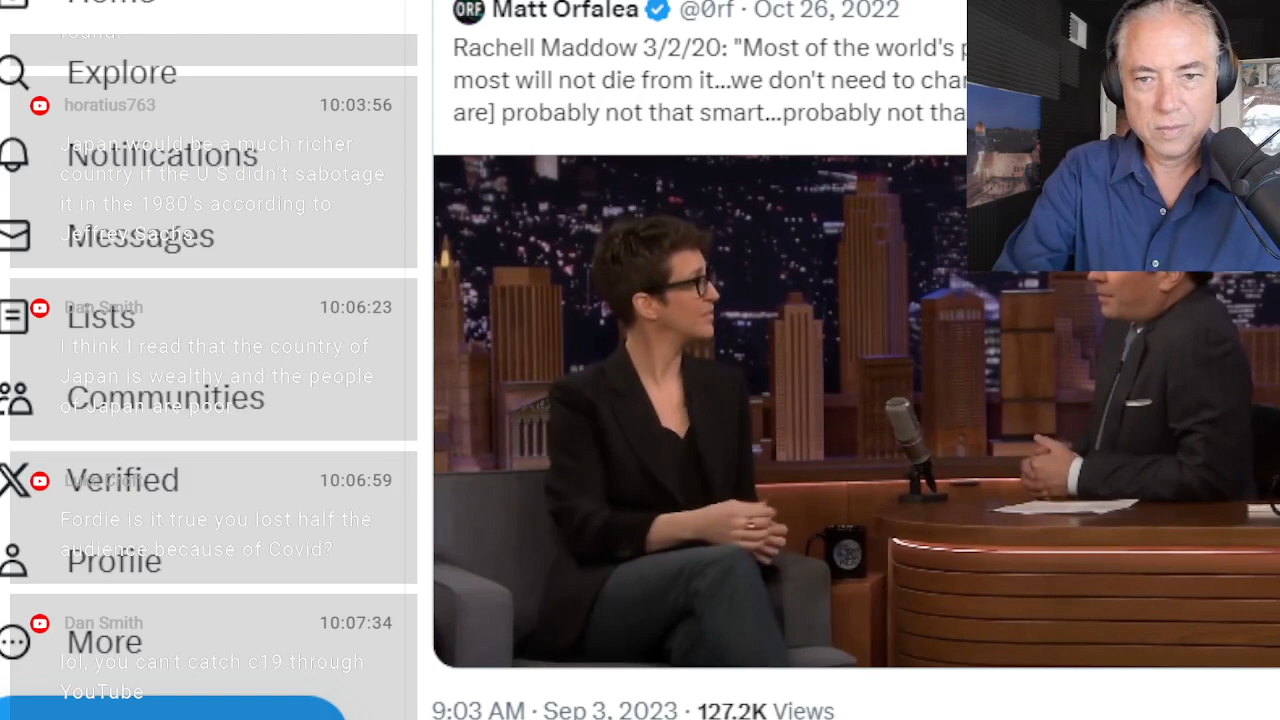 Home
Explore
Notifications
Messages
Lists
Communities
Verified
Profile
More
found.
horatius763 10:03:56
Japan would be a much richer
country if the U S didn't sabotage
it in the 1980's according to
Jeffrey Sachs.
Dan Smith 10:06:23
I think I read that the country of
Japan is wealthy and the people
of Japan are poor
10:06:59
Fordie is it true you lost half the
audience because of Covid?
Dan Smith 10:07:34
lol, you can't catch c19 through
YouTube
ORF Matt Orfalea @0rf · Oct 26, 2022
Rachell Maddow 3/2/20: "Most of the world's
most will not die from it...we don't need to
are] probably not that smart...probably not
9:03 AM · Sep 3, 2023 · 127.2K Views